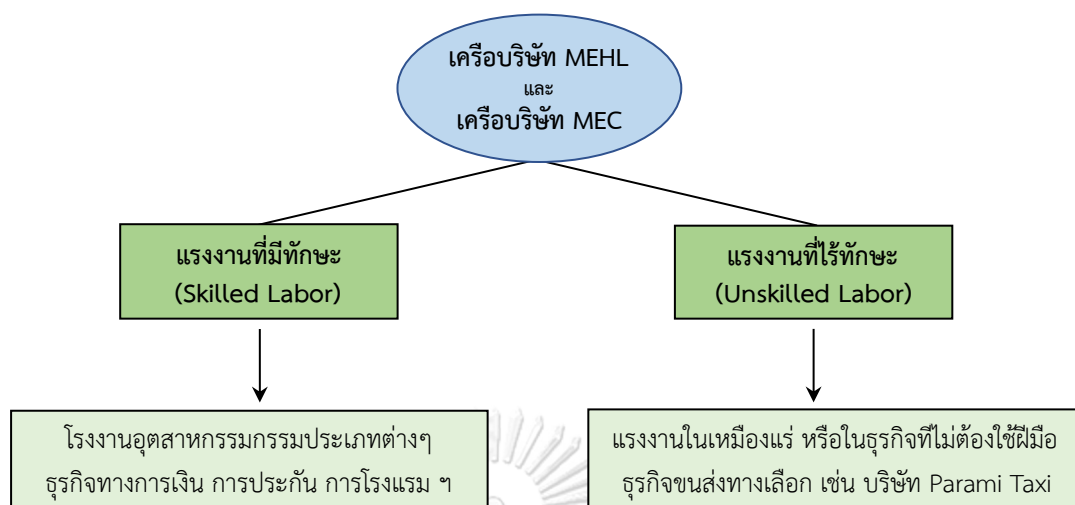 เครือบริษัท MEHL
และ
เครือบริษัท MEC
แรงงานที่มีทักษะ
(Skilled Labor)
แรงงานที่ไร้ทักษะ
(Unskilled Labor)
โรงงานอุตสาหกรรมกรรมประเภทต่างๆ
ธุรกิจทางการเงิน การประกัน การโรงแรม ฯ
แรงงานในเหมืองแร่ หรือในธุรกิจที่ไม่ต้องใช้ฝีมือ
ธุรกิจขนส่งทางเลือก เช่น บริษัท Parami Taxi